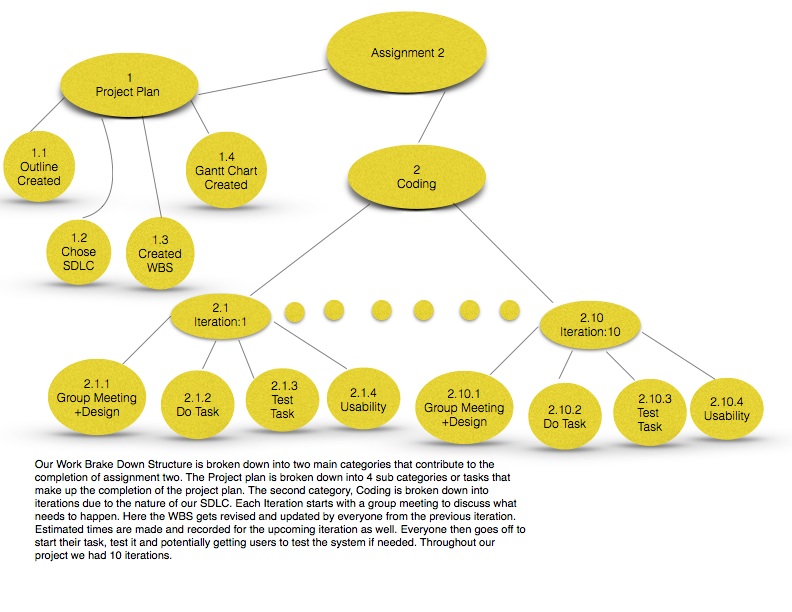 Assignment 2
1
Project Plan
1.1
Outline
Created
1.4
Gantt Chart
Created
2
Coding
1.2
Chose
SDLC
1.3
Created
WBS
2.1
Iteration:1
2.10
Iteration:10
2.1.1
Group Meeting
+Design
2.1.2
Do Task
2.1.3
Test
Task
2.1.4
Usability
2.10.1
Group Meeting
+Design
2.10.2
Do Task
2.10.3
Test
Task
2.10.4
Usability
Our Work Brake Down Structure is broken down into two main categories that contribute to the
completion of assignment two. The Project plan is broken down into 4 sub categories or tasks that
make up the completion of the project plan. The second category, Coding is broken down into
iterations due to the nature of our SDLC. Each Iteration starts with a group meeting to discuss what
needs to happen. Here the WBS gets revised and updated by everyone from the previous iteration.
Estimated times are made and recorded for the upcoming iteration as well. Everyone then goes off to
start their task, test it and potentially getting users to test the system if needed. Throughout our
project we had 10 iterations.